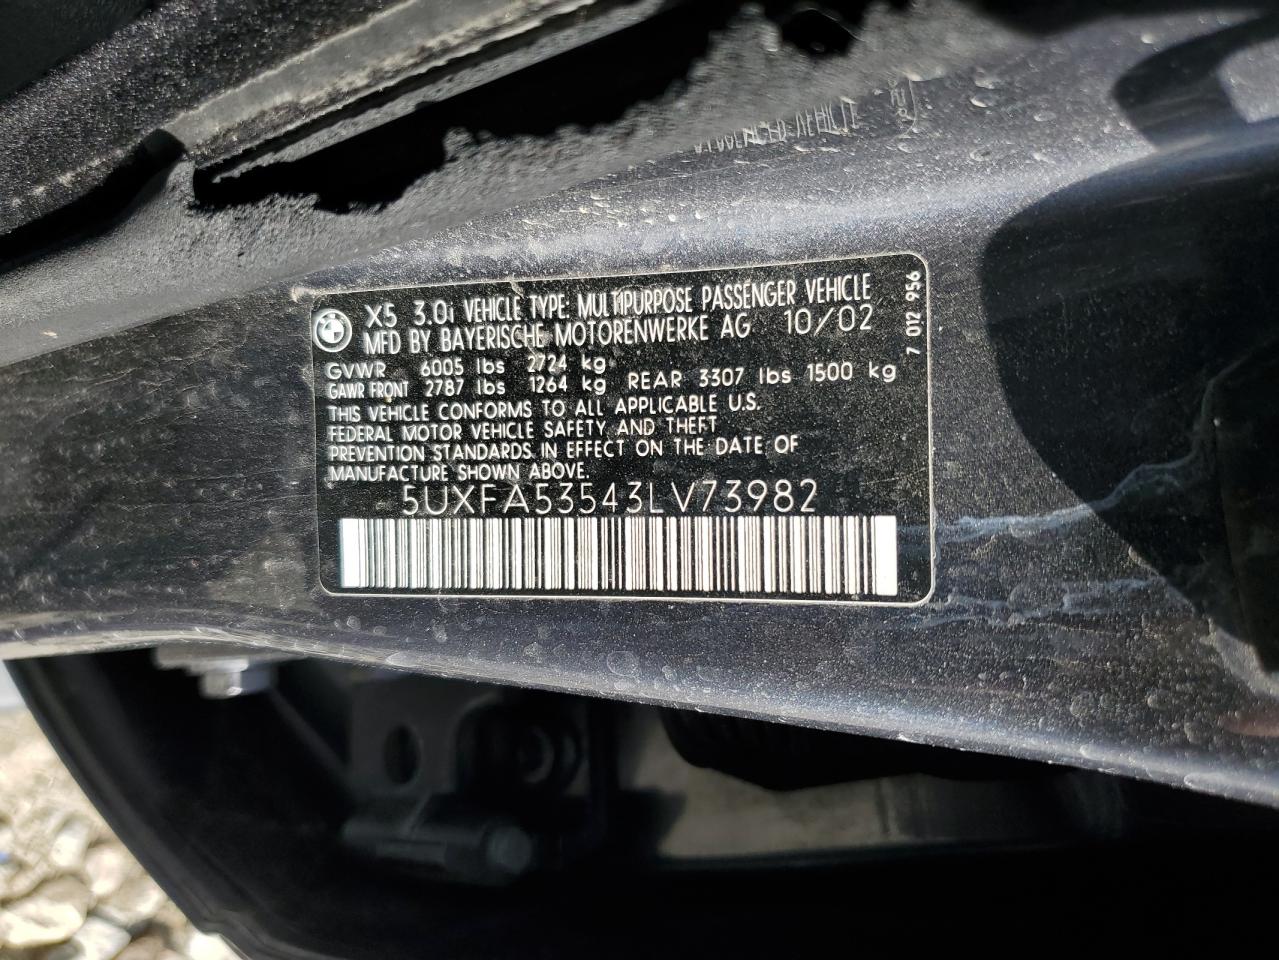 X5 3.0i VEHICLE TYPE: MULTIPURPOSE PASSENGER VEHICLE
MFD BY BAYERISCHE MOTORENWERKE AG 10/02
GVWR 6005 lbs 2724 kg
GAWR FRONT 2787 lbs 1264 kg REAR 3307 lbs 1500 kg
THIS VEHICLE CONFORMS TO ALL APPLICABLE U.S.
FEDERAL MOTOR VEHICLE SAFETY AND THEFT
PREVENTION STANDARDS IN EFFECT ON THE DATE OF
MANUFACTURE SHOWN ABOVE.
5UXFA53543LV73982
7 012 956
VEHICLE